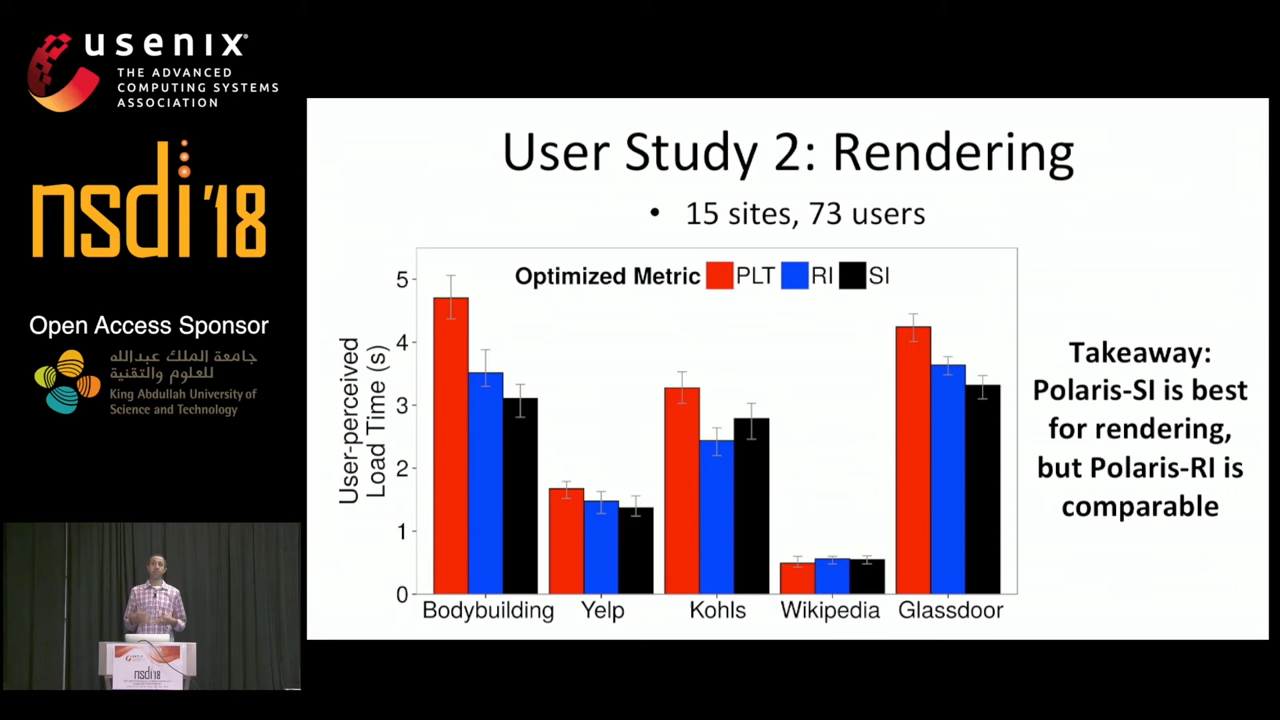 usenix
THE ADVANCED
COMPUTING SYSTEMS
ASSOCIATION
nsdi '18
Open Access Sponsor
جامعة الملك عبدالله
للعلوم والتقنية
King Abdullah University of
Science and Technology
User Study 2: Rendering
• 15 sites, 73 users
Optimized Metric PLT RI SI
User-perceived
Load Time (s)
5
4
3
2
1
0
Bodybuilding Yelp Kohls Wikipedia Glassdoor
Takeaway:
Polaris-SI is best
for rendering,
but Polaris-RI is
comparable
usenix
nsdi'18